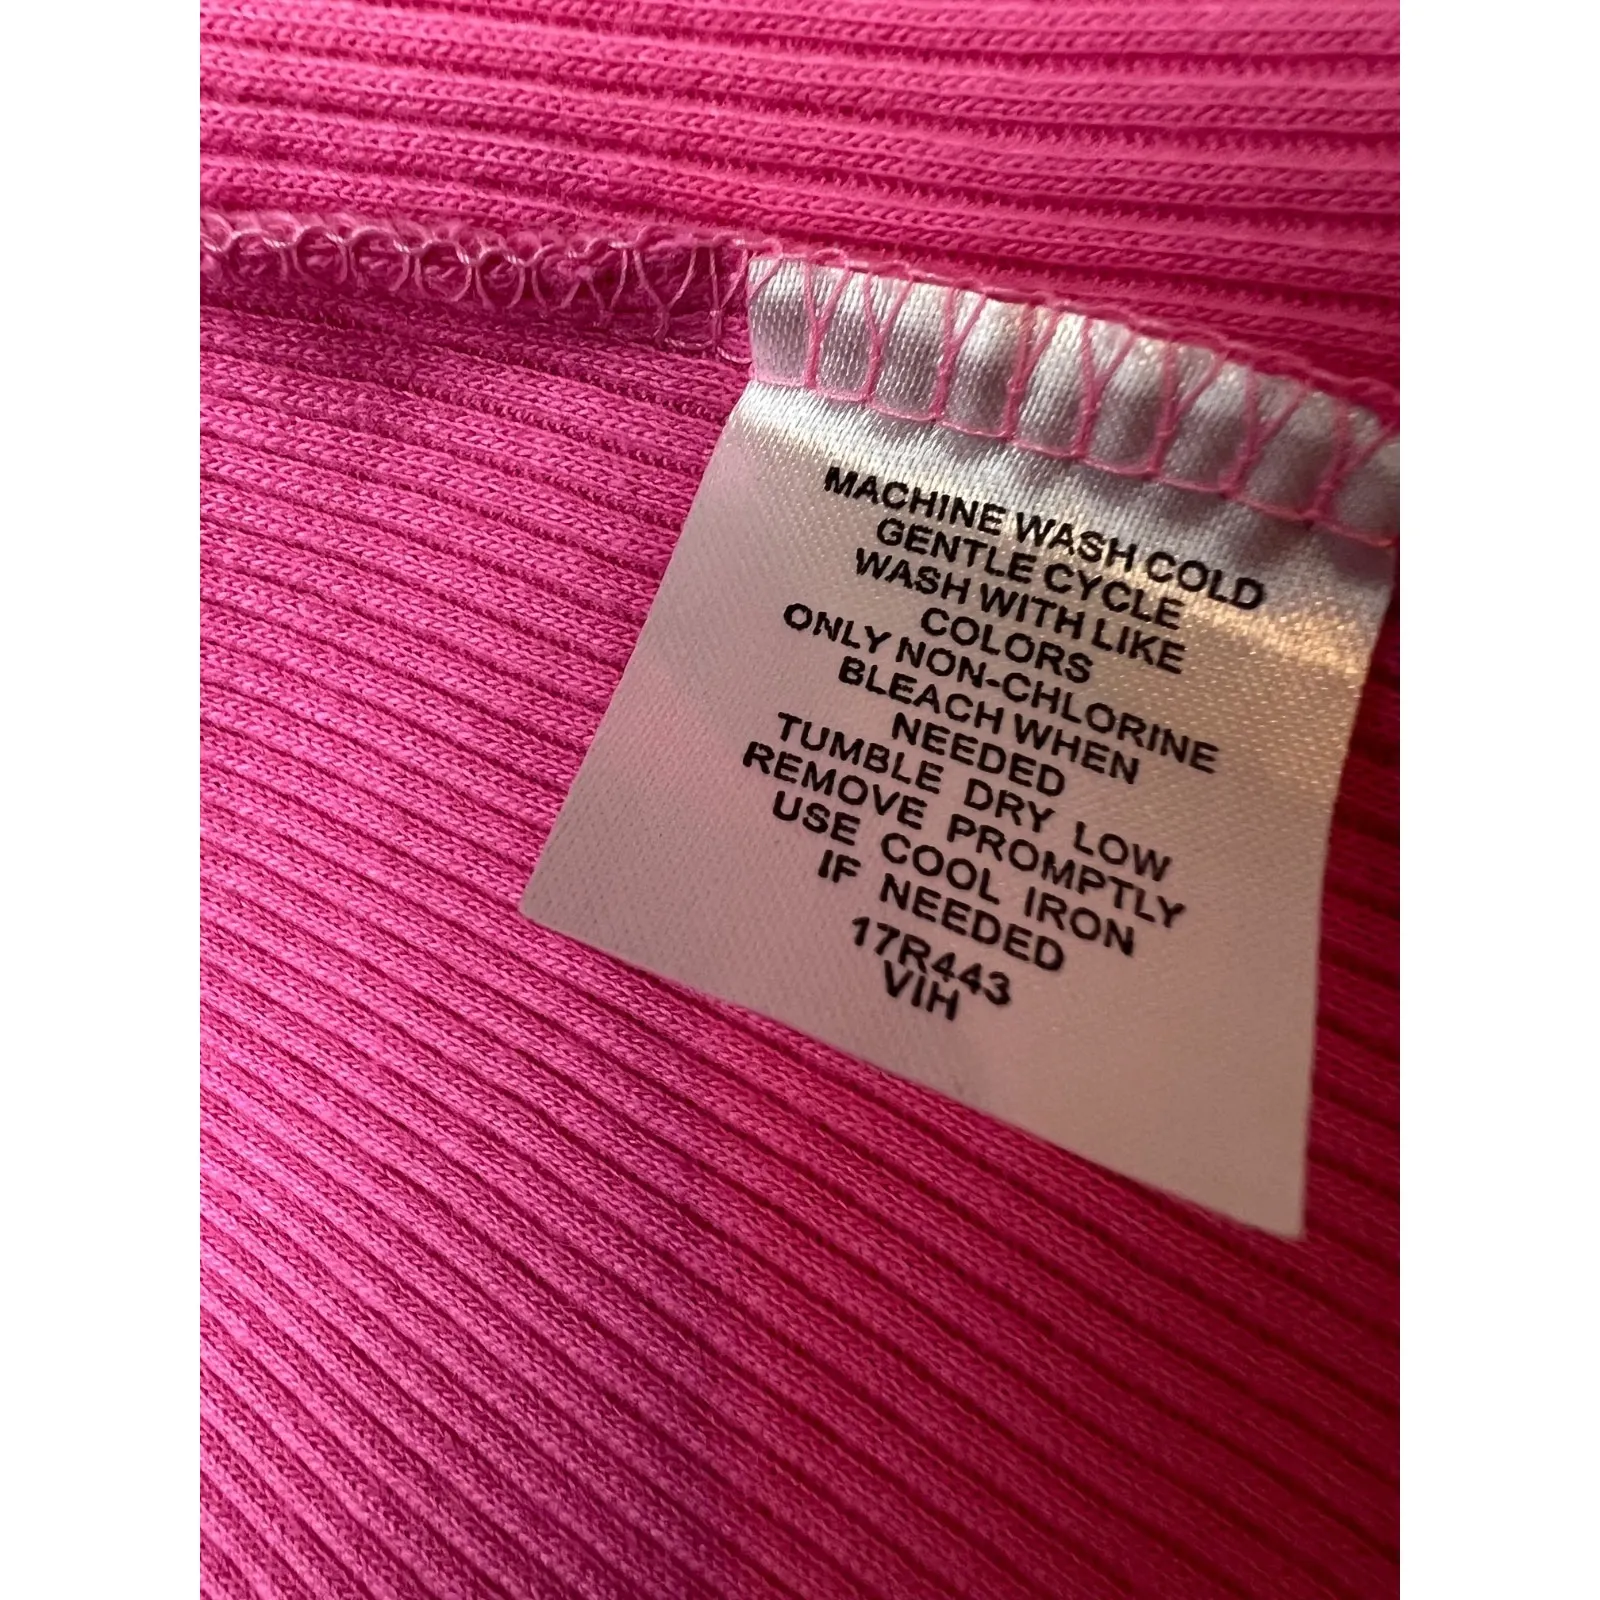 MACHINE WASH COLD
GENTLE CYCLE
WASH WITH LIKE
COLORS
ONLY NON-CHLORINE
BLEACH WHEN
NEEDED
TUMBLE DRY LOW
REMOVE PROMPTLY
USE COOL IRON
IF NEEDED
17R443
VIH